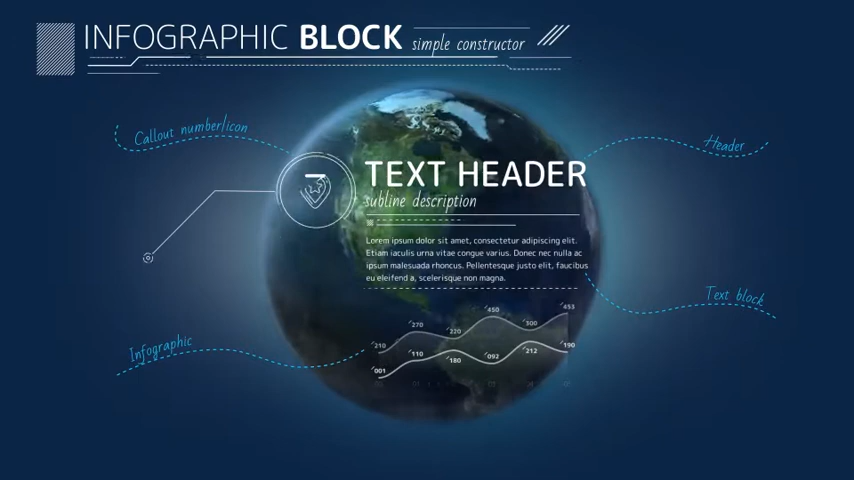 INFOGRAPHIC BLOCK simple constructor
Callout number/icon
Header
TEXT HEADER
subline description
Lorem ipsum dolor sit amet, consectetur adipiscing elit.
Etiam iaculis urna vitae congue varius. Donec nec nulla ac
ipsum malesuada rhoncus. Pellentesque justo elit, faucibus
eu eleifend a, scelerisque non magna.
Text block
Infographic
210 270 220 450 300 453
001 110 180 092 212 190